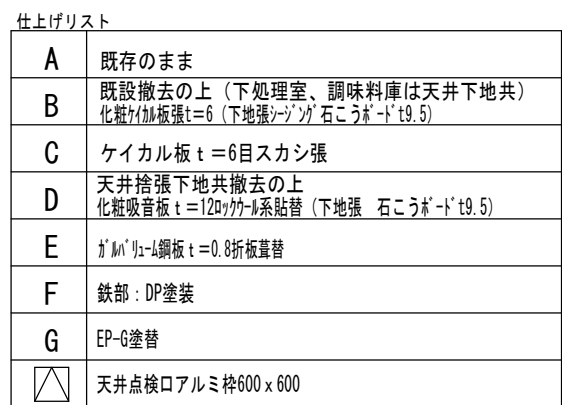 仕上げリスト
A 既存のまま
B 既設撤去の上（下処理室、調味料庫は天井下地共）
化粧ｹｲｶﾙ板張t＝6（下地張ｼｰｼﾞﾝｸﾞ石こうﾎﾞｰﾄﾞt9.5）
C ケイカル板ｔ＝6目スカシ張
D 天井捨張下地共撤去の上
化粧吸音板ｔ＝12ﾛｯｸｳｰﾙ系貼替（下地張　石こうﾎﾞｰﾄﾞt9.5）
E ｶﾞﾙﾊﾞﾘｭｰﾑ鋼板ｔ＝0.8折板葺替
F 鉄部：DP塗装
G EP-G塗替
天井点検口アルミ枠600ｘ600